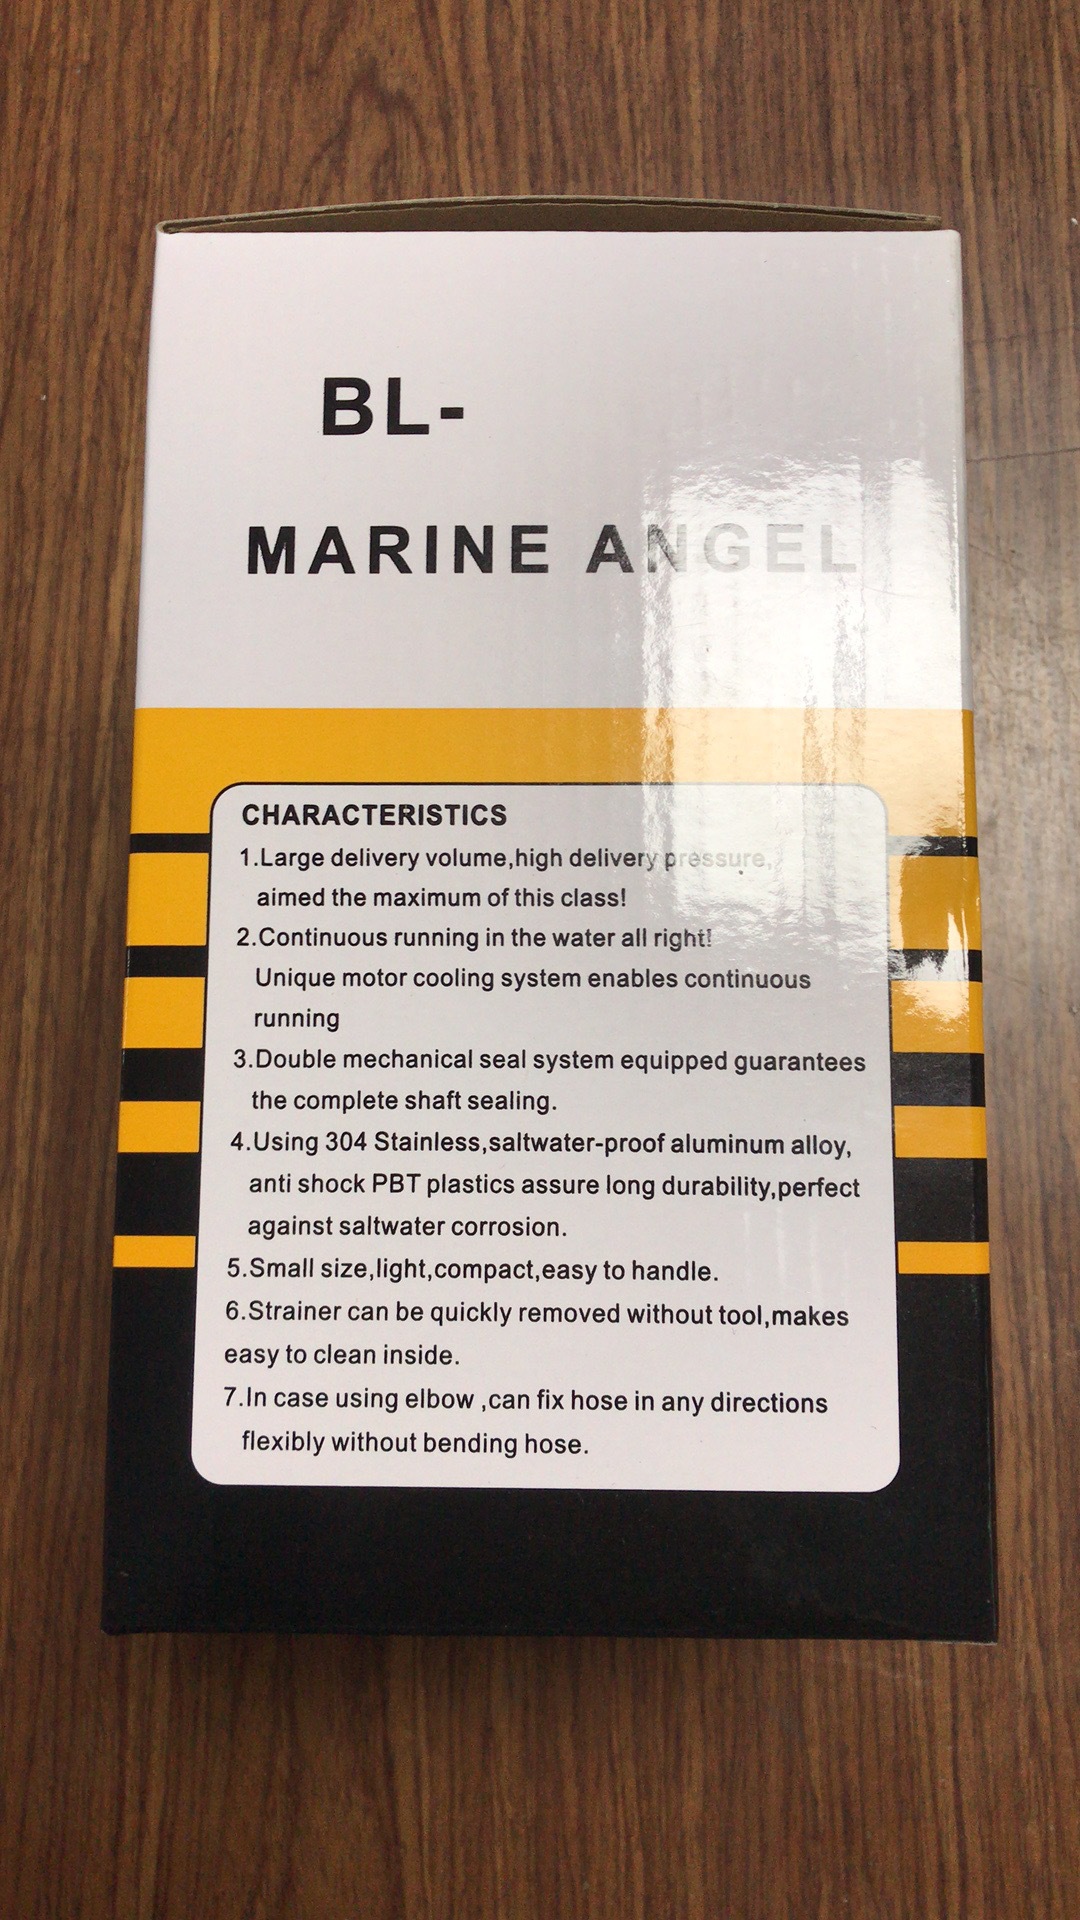 BL-
MARINE ANGEL
CHARACTERISTICS
1.Large delivery volume,high delivery pressure,
aimed the maximum of this class!
2.Continuous running in the water all right!
Unique motor cooling system enables continuous
running
3.Double mechanical seal system equipped guarantees
the complete shaft sealing.
4.Using 304 Stainless,saltwater-proof aluminum alloy,
anti shock PBT plastics assure long durability,perfect
against saltwater corrosion.
5.Small size,light,compact,easy to handle.
6.Strainer can be quickly removed without tool,makes
easy to clean inside.
7.In case using elbow ,can fix hose in any directions
flexibly without bending hose.